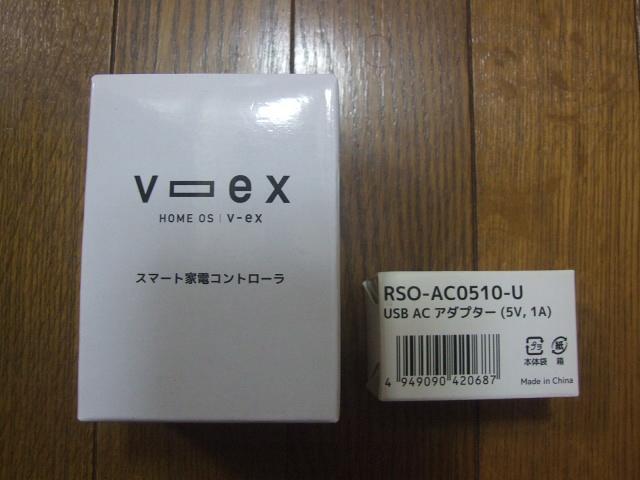 v▭ex
HOME OS | v-ex
スマート家電コントローラ
RSO-AC0510-U
USB AC アダプター (5V, 1A)
4 949090 420687
プラ
本体袋
紙
箱
Made in China